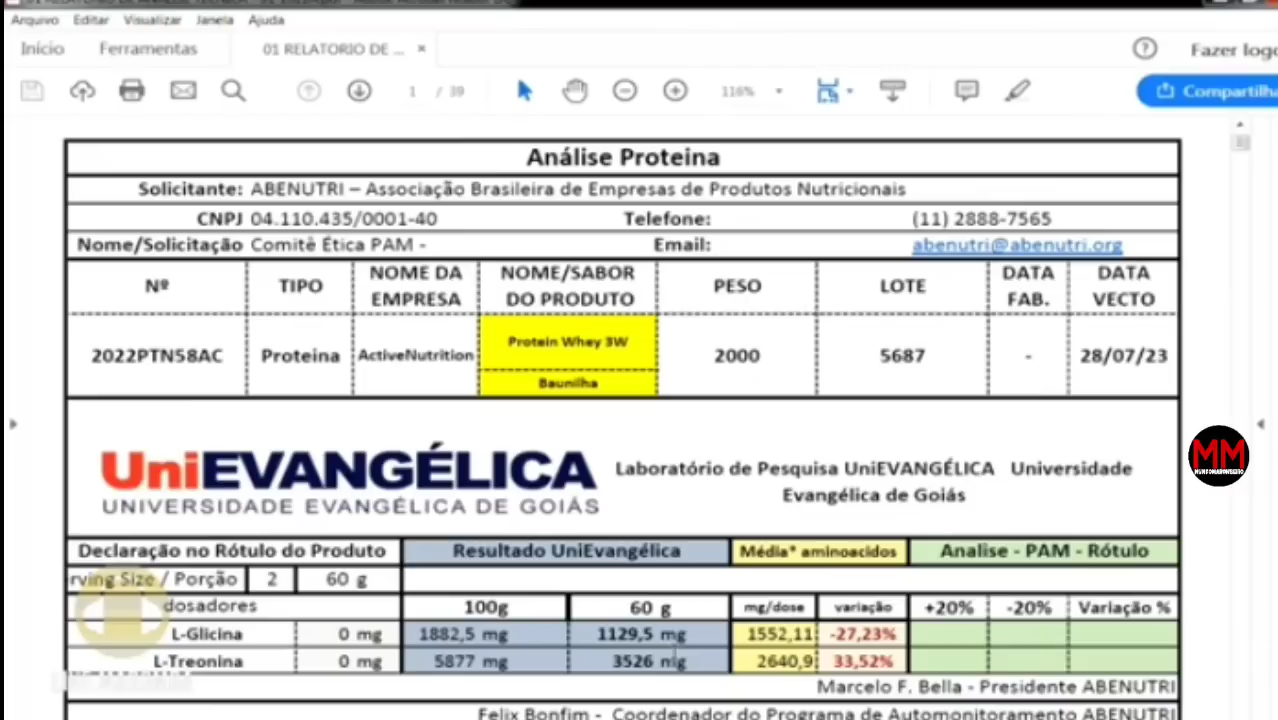 Arquivo Editar Visualizar Janela Ajuda
Início Ferramentas 01 RELATORIO DE ... × ? Fazer logo
1 / 39 116% Compartilha
Análise Proteina
Solicitante: ABENUTRI – Associação Brasileira de Empresas de Produtos Nutricionais
CNPJ 04.110.435/0001-40 Telefone: (11) 2888-7565
Nome/Solicitação Comitê Ética PAM - Email: abenutri@abenutri.org
Nº TIPO NOME DA EMPRESA NOME/SABOR DO PRODUTO PESO LOTE DATA FAB. DATA VECTO
2022PTN58AC Proteina ActiveNutrition Protein Whey 3W 2000 5687 - 28/07/23
Baunilha
UniEVANGÉLICA
UNIVERSIDADE EVANGÉLICA DE GOIÁS
Laboratório de Pesquisa UniEVANGÉLICA Universidade
Evangélica de Goiás
Declaração no Rótulo do Produto Resultado UniEvangélica Média* aminoacidos Analise - PAM - Rótulo
rving Size / Porção 2 60 g
dosadores 100g 60 g mg/dose variação +20% -20% Variação %
L-Glicina 0 mg 1882,5 mg 1129,5 mg 1552,11 -27,23%
L-Treonina 0 mg 5877 mg 3526 mg 2640,9 33,52%
Marcelo F. Bella - Presidente ABENUTRI
Felix Bonfim - Coordenador do Programa de Automonitoramento ABENUTRI
MM